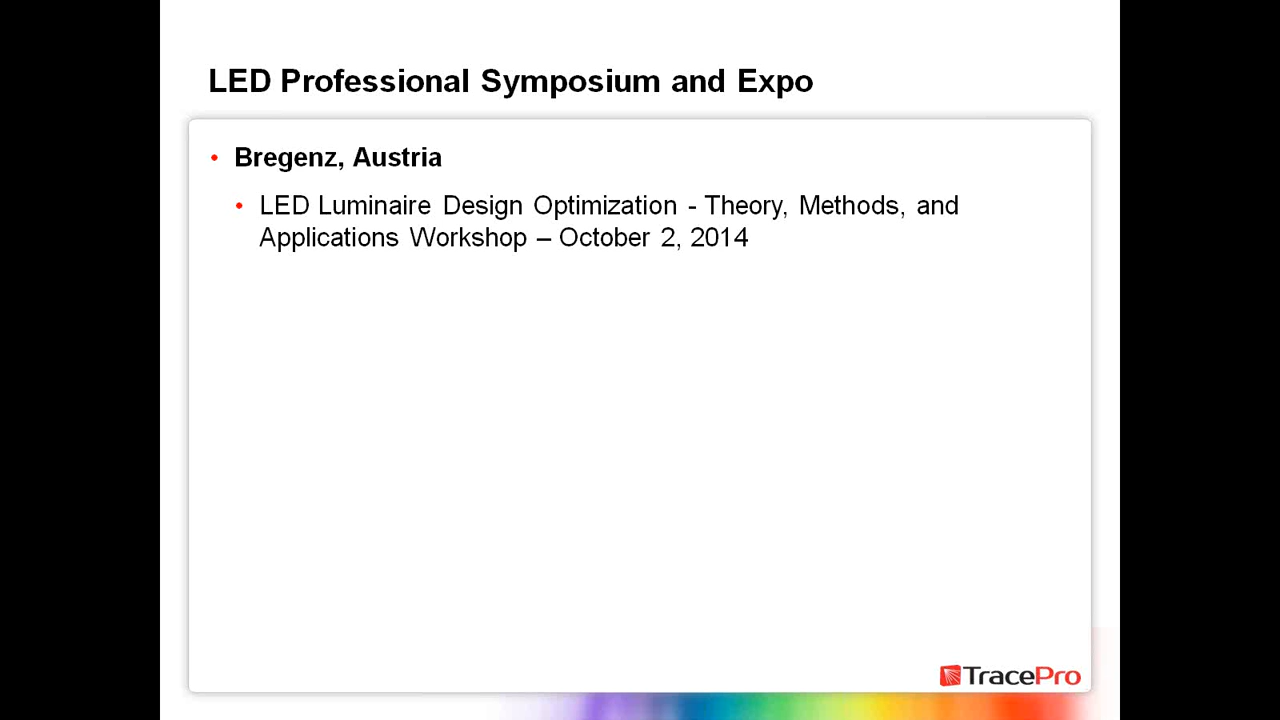 LED Professional Symposium and Expo
• Bregenz, Austria
• LED Luminaire Design Optimization - Theory, Methods, and
Applications Workshop – October 2, 2014
TracePro